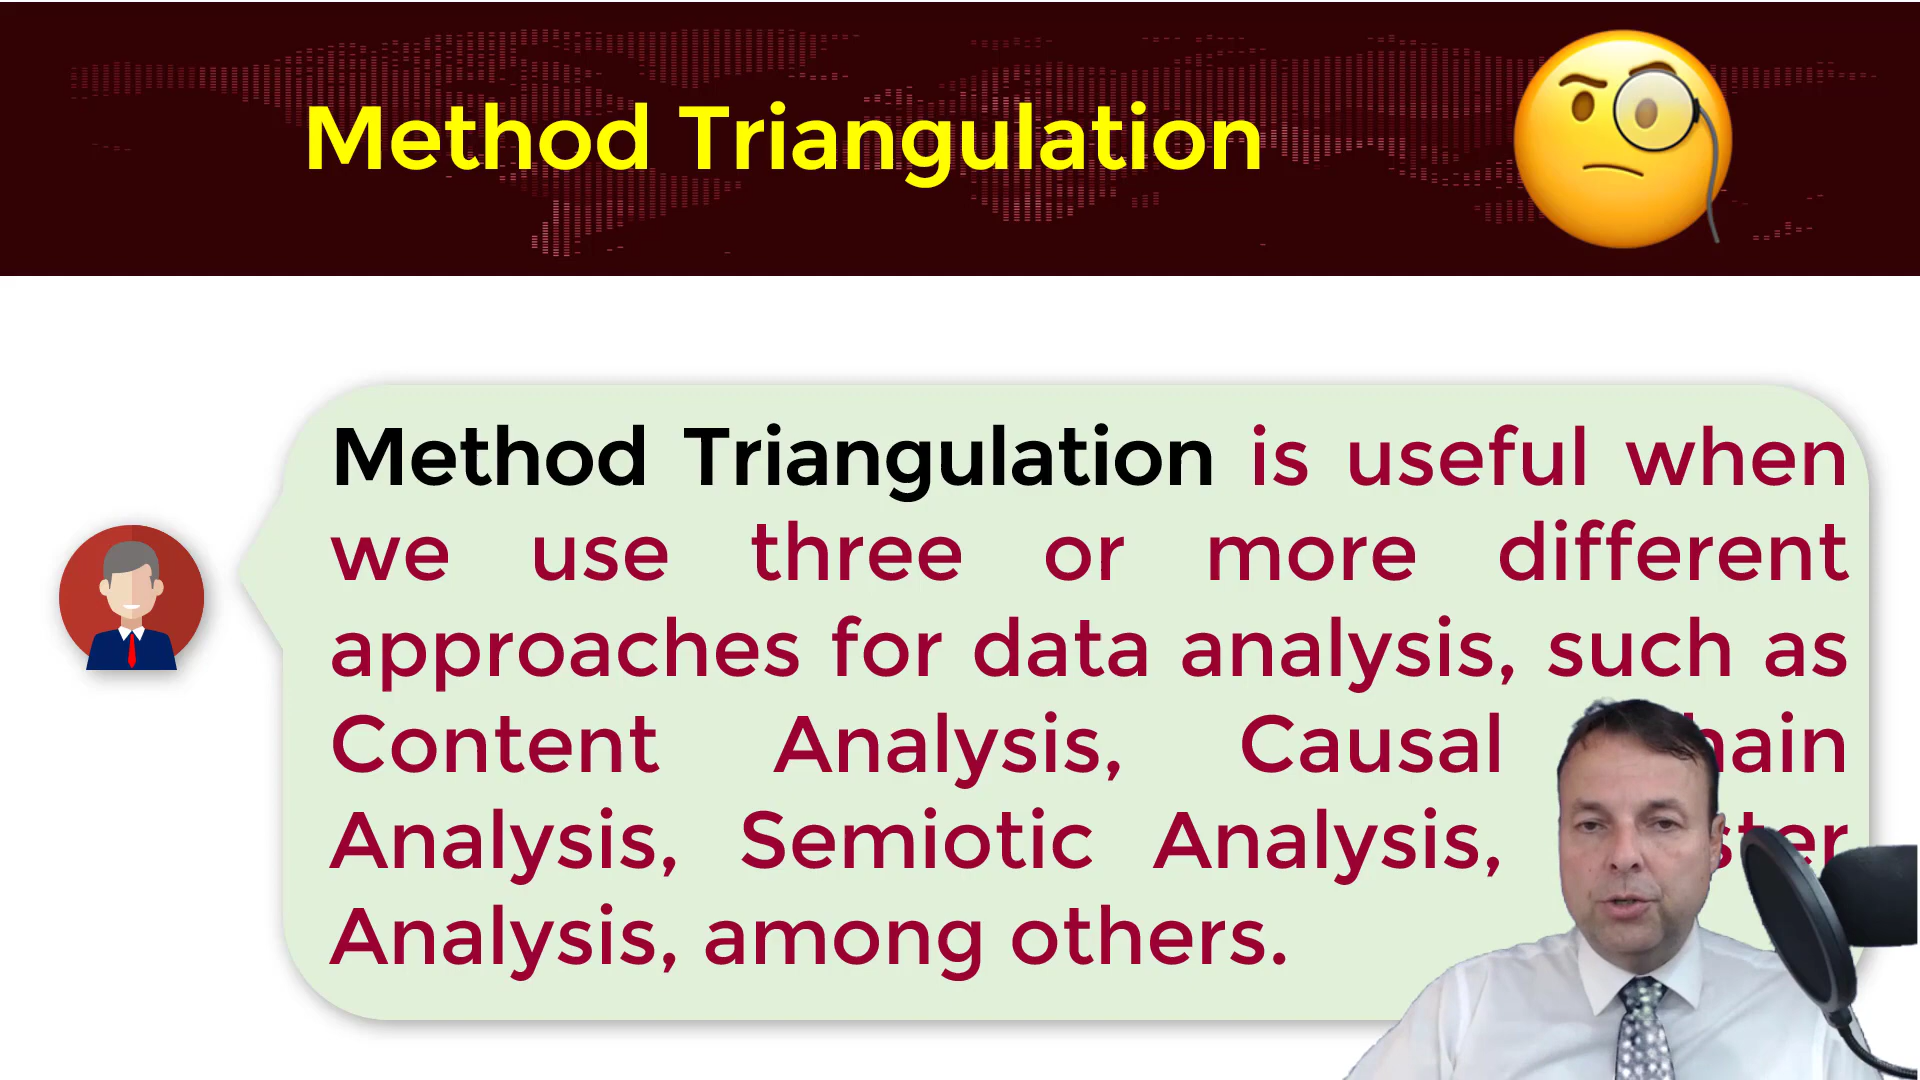 Method Triangulation
Method Triangulation is useful when
we use three or more different
approaches for data analysis, such as
Content Analysis, Causal
Analysis, Semiotic Analysis,
Analysis, among others.